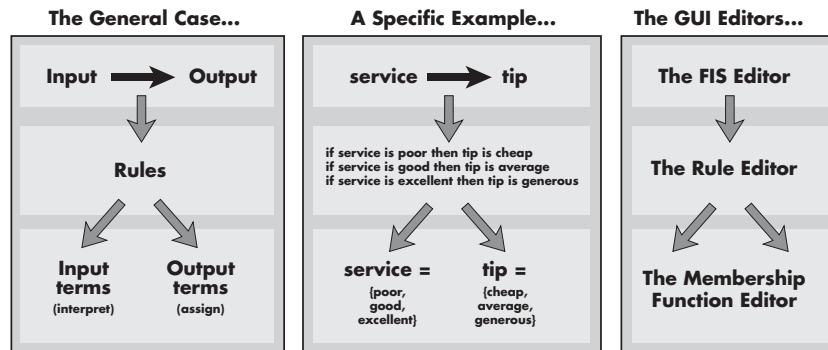 The General Case...
Input Output
Rules
Input
terms
(interpret)
Output
terms
(assign)
A Specific Example...
service tip
if service is poor then tip is cheap
if service is good then tip is average
if service is excellent then tip is generous
service =
{poor,
good,
excellent}
tip =
{cheap,
average,
generous}
The GUI Editors...
The FIS Editor
The Rule Editor
The Membership
Function Editor